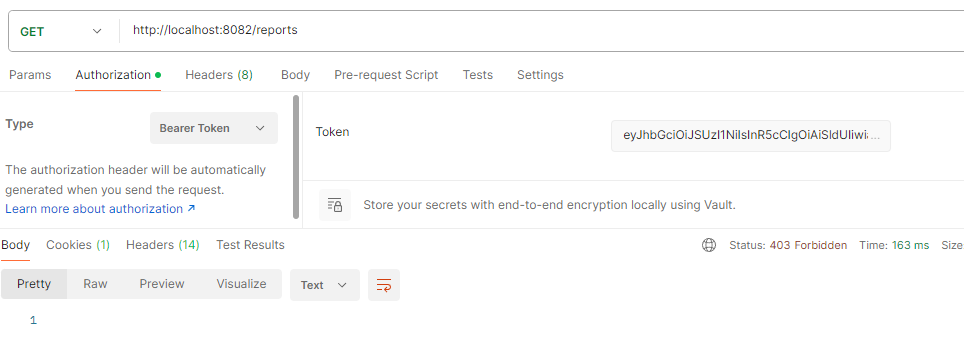 GET http://localhost:8082/reports
Params Authorization Headers (8) Body Pre-request Script Tests Settings
Type Bearer Token
Token eyJhbGciOiJSUzI1NiIsInR5cCIgOiAiSldUIiwi...
The authorization header will be automatically
generated when you send the request.
Learn more about authorization ↗
Store your secrets with end-to-end encryption locally using Vault.
Body Cookies (1) Headers (14) Test Results Status: 403 Forbidden Time: 163 ms Size
Pretty Raw Preview Visualize Text
1